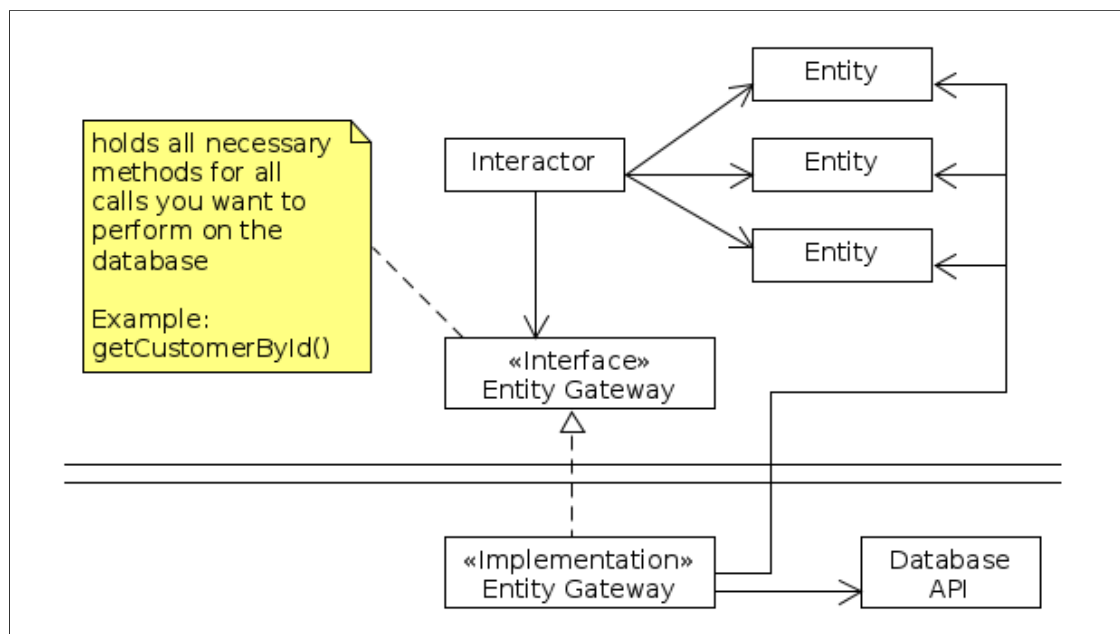 Entity
holds all necessary
methods for all
calls you want to
perform on the
database
Example:
getCustomerById()
Interactor
Entity
Entity
«Interface»
Entity Gateway
«Implementation»
Entity Gateway
Database
API